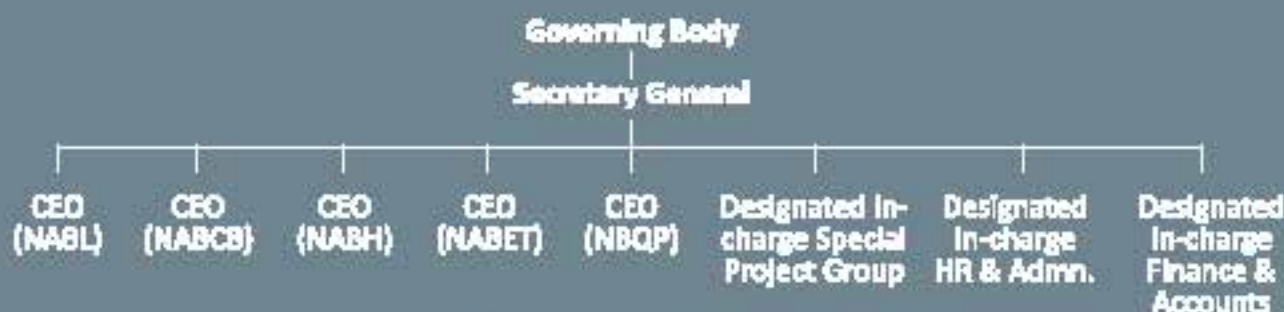 Governing Body
Secretary General
CEO
(NABL)
CEO
(NABCB)
CEO
(NABH)
CEO
(NABET)
CEO
(NBQP)
Designated In-
charge Special
Project Group
Designated
In-charge
HR & Admn.
Designated
In-charge
Finance &
Accounts